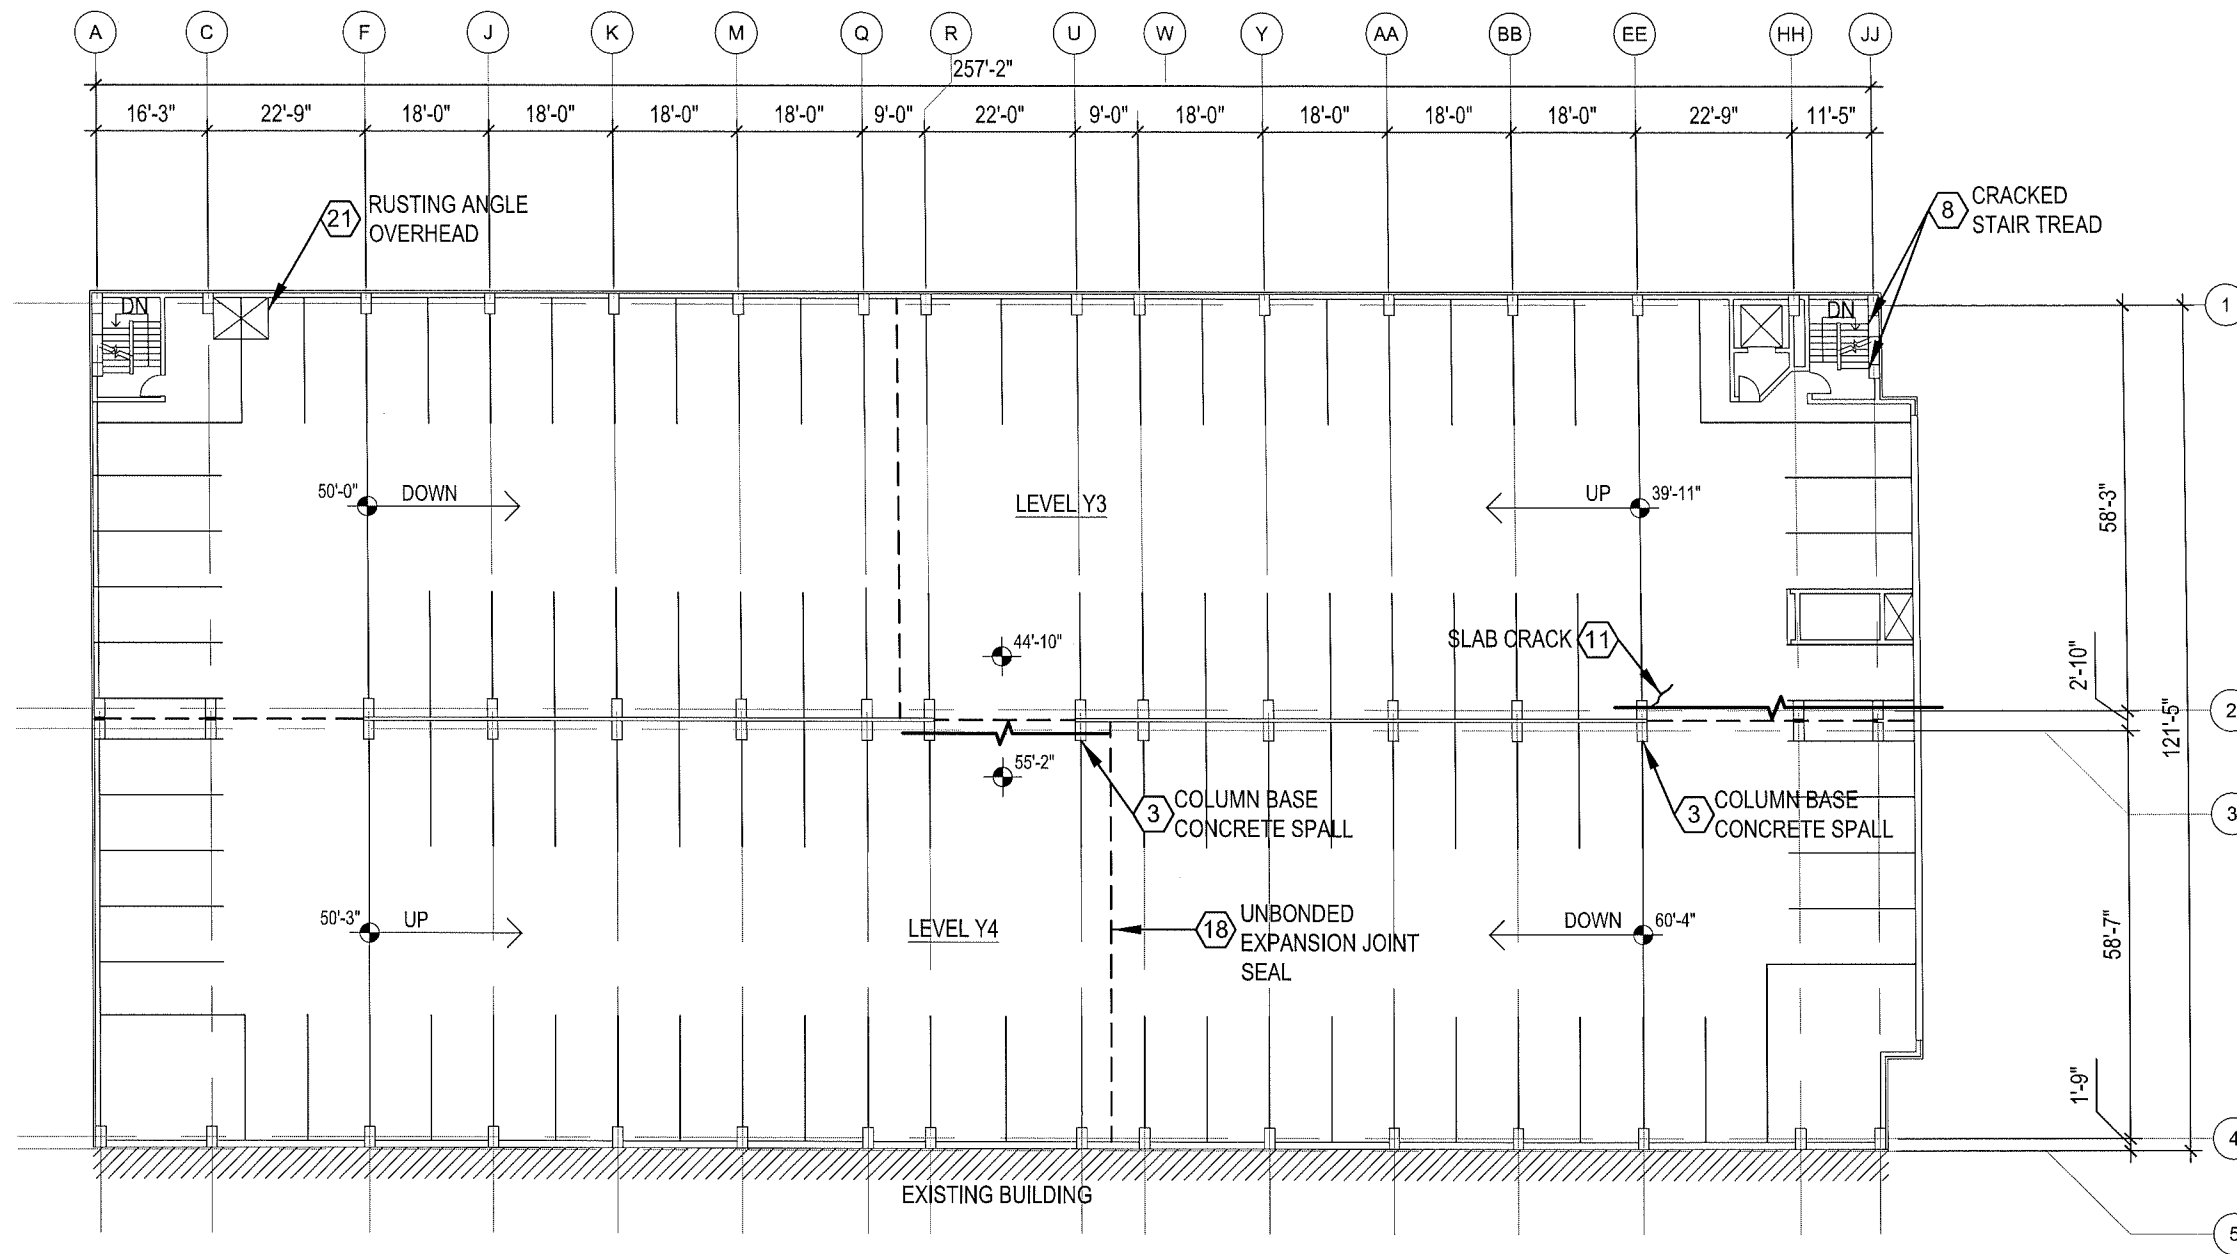 A C F J K M Q R U W Y AA BB EE HH JJ
257'-2"
16'-3" 22'-9" 18'-0" 18'-0" 18'-0" 18'-0" 9'-0" 22'-0" 9'-0" 18'-0" 18'-0" 18'-0" 18'-0" 22'-9" 11'-5"
21 RUSTING ANGLE
OVERHEAD
8 CRACKED
STAIR TREAD
DN
DN
1
50'-0" DOWN
LEVEL Y3
UP 39'-11"
58'-3"
44'-10"
SLAB CRACK 11
2'-10"
2
121'-5"
55'-2"
3 COLUMN BASE
CONCRETE SPALL
3 COLUMN BASE
CONCRETE SPALL
3
50'-3" UP
LEVEL Y4
18 UNBONDED
EXPANSION JOINT
SEAL
DOWN 60'-4"
58'-7"
1'-9"
4
EXISTING BUILDING
5